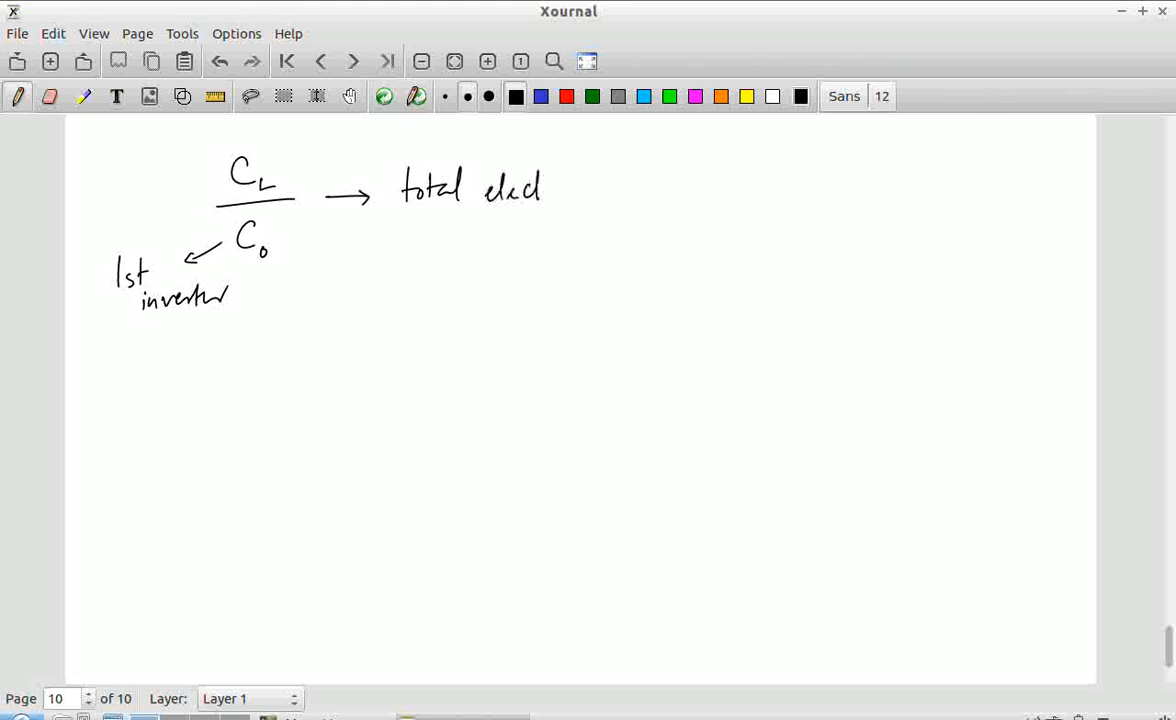 Xournal
File Edit View Page Tools Options Help
Sans 12
C_L
C_0
→ total elecl
1st
inverter
Page 10 of 10 Layer: Layer 1